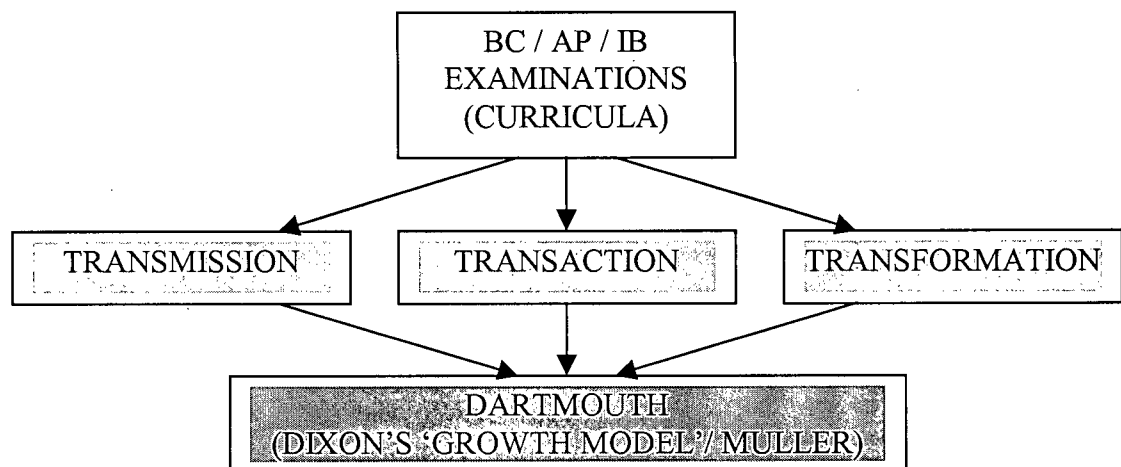 BC / AP / IB
EXAMINATIONS
(CURRICULA)
TRANSMISSION
TRANSACTION
TRANSFORMATION
DARTMOUTH
(DIXON'S 'GROWTH MODEL'/ MULLER)